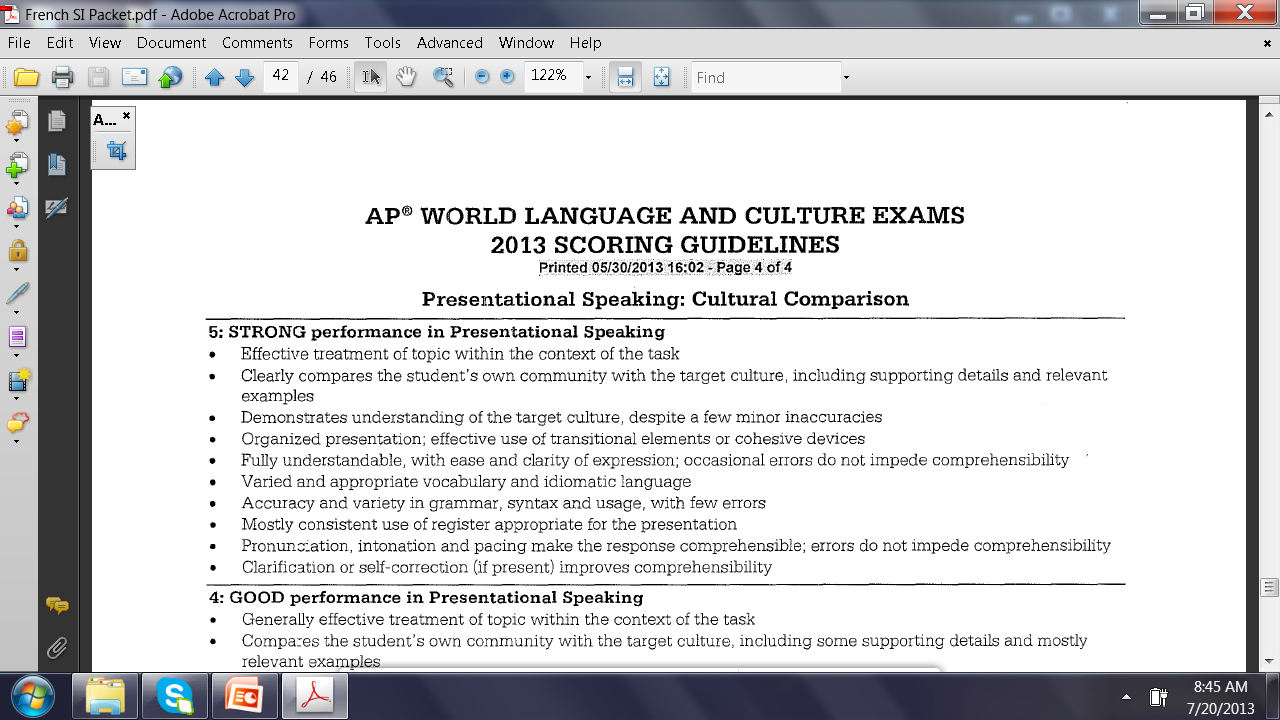 French SI Packet.pdf - Adobe Acrobat Pro
File Edit View Document Comments Forms Tools Advanced Window Help
42 / 46 122% Find
A...
AP® WORLD LANGUAGE AND CULTURE EXAMS
2013 SCORING GUIDELINES
Printed 05/30/2013 16:02 - Page 4 of 4
Presentational Speaking: Cultural Comparison
5: STRONG performance in Presentational Speaking
• Effective treatment of topic within the context of the task
• Clearly compares the student's own community with the target culture, including supporting details and relevant
examples
• Demonstrates understanding of the target culture, despite a few minor inaccuracies
• Organized presentation; effective use of transitional elements or cohesive devices
• Fully understandable, with ease and clarity of expression; occasional errors do not impede comprehensibility
• Varied and appropriate vocabulary and idiomatic language
• Accuracy and variety in grammar, syntax and usage, with few errors
• Mostly consistent use of register appropriate for the presentation
• Pronunciation, intonation and pacing make the response comprehensible; errors do not impede comprehensibility
• Clarification or self-correction (if present) improves comprehensibility
4: GOOD performance in Presentational Speaking
• Generally effective treatment of topic within the context of the task
• Compares the student's own community with the target culture, including some supporting details and mostly
relevant examples
8:45 AM
7/20/2013